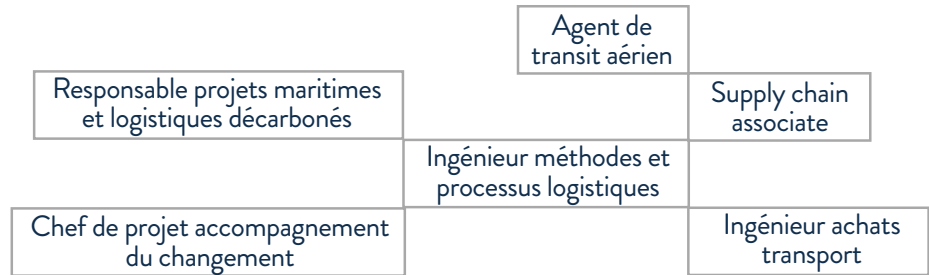 Agent de
transit aérien
Responsable projets maritimes
et logistiques décarbonés
Supply chain
associate
Ingénieur méthodes et
processus logistiques
Chef de projet accompagnement
du changement
Ingénieur achats
transport